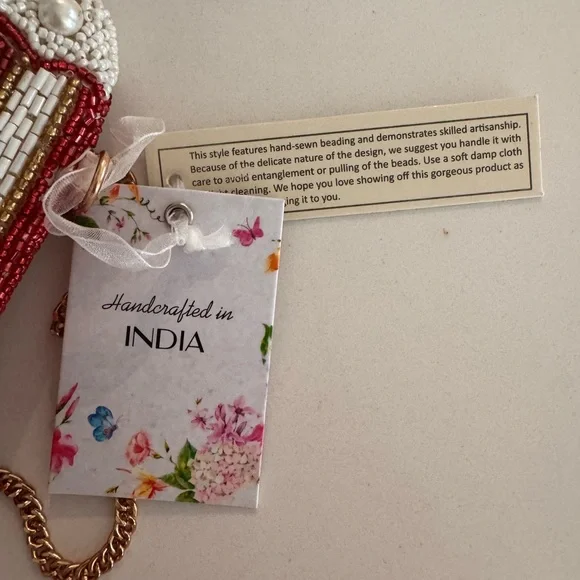 This style features hand-sewn beading and demonstrates skilled artisanship.
Because of the delicate nature of the design, we suggest you handle it with
care to avoid entanglement or pulling of the beads. Use a soft damp cloth
cleaning. We hope you love showing off this gorgeous product as
ing it to you.
Handcrafted in
INDIA